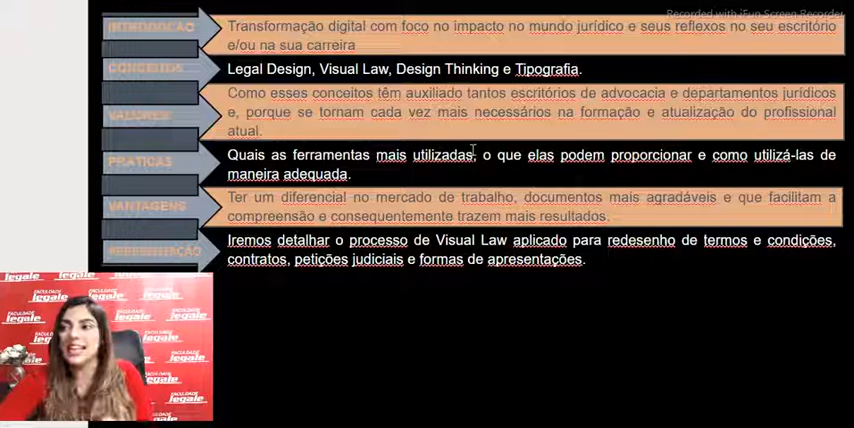 Recorded with iFun Screen Recorder
INTRODUÇÃO
Transformação digital com foco no impacto no mundo jurídico e seus reflexos no seu escritório
e/ou na sua carreira
CONCEITOS
Legal Design, Visual Law, Design Thinking e Tipografia.
Como esses conceitos têm auxiliado tantos escritórios de advocacia e departamentos jurídicos
VALORES
e, porque se tornam cada vez mais necessários na formação e atualização do profissional
atual.
PRÁTICAS
Quais as ferramentas mais utilizadas, o que elas podem proporcionar e como utilizá-las de
maneira adequada.
VANTAGENS
Ter um diferencial no mercado de trabalho, documentos mais agradáveis e que facilitam a
compreensão e consequentemente trazem mais resultados.
APRESENTAÇÃO
Iremos detalhar o processo de Visual Law aplicado para redesenho de termos e condições,
contratos, petições judiciais e formas de apresentações.
FACULDADE
legale